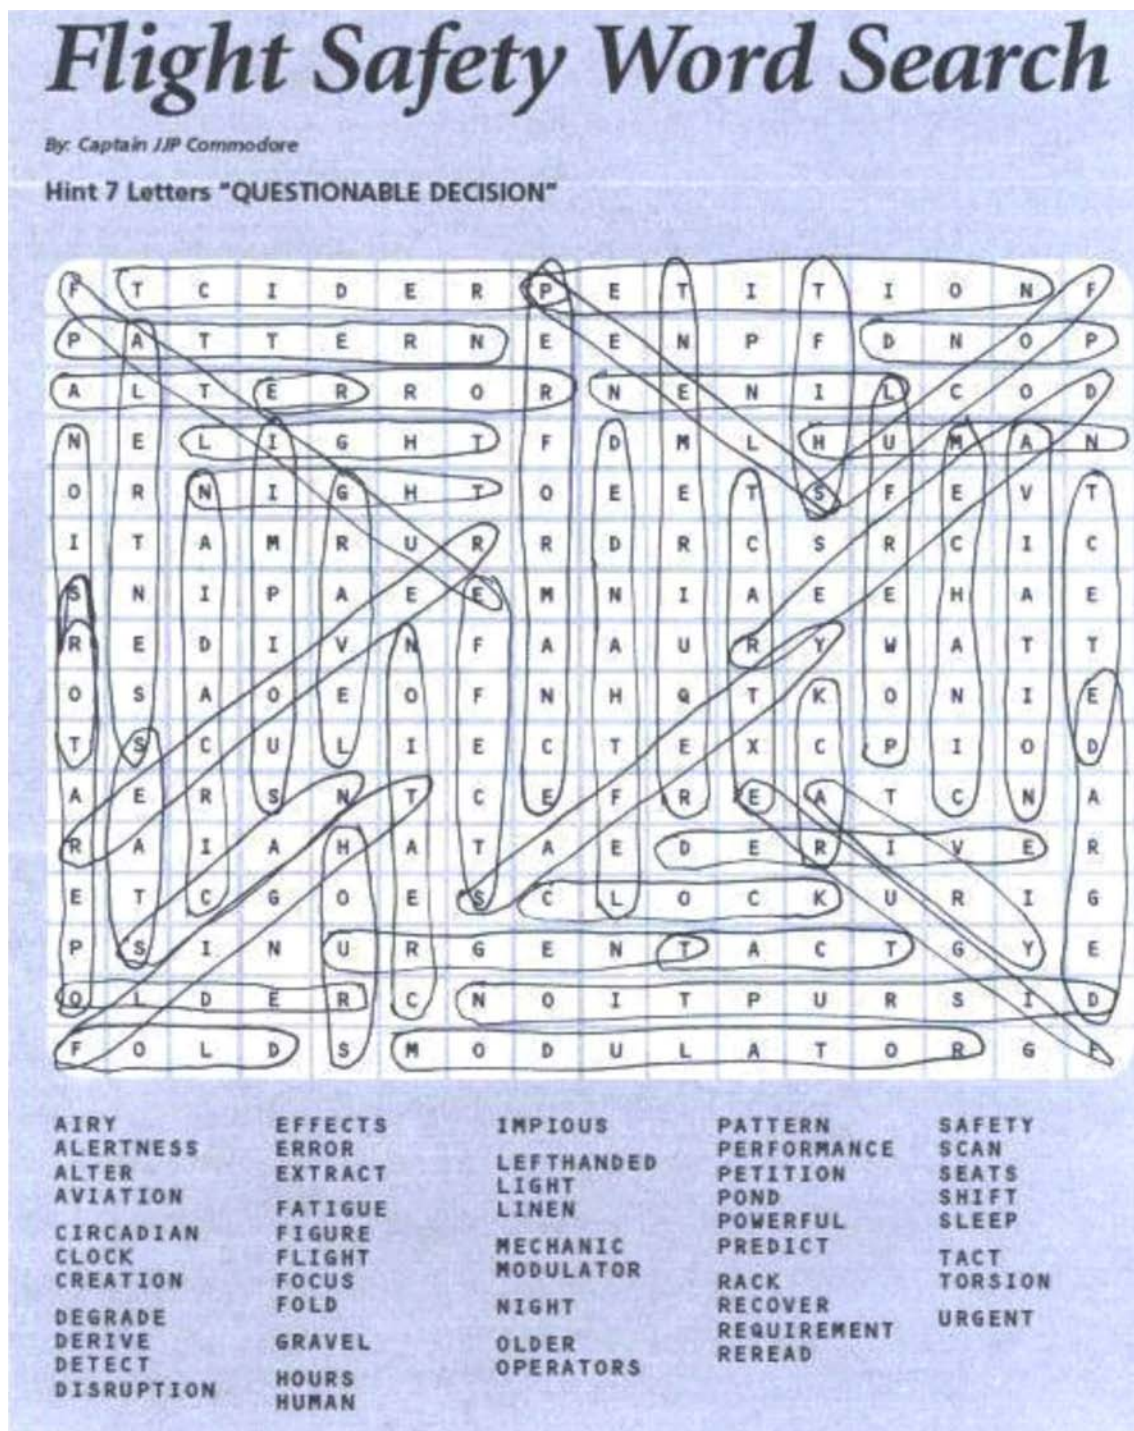 Flight Safety Word Search
By: Captain JJP Commodore
Hint 7 Letters "QUESTIONABLE DECISION"
F T C I D E R P E T I T I O N F
P A T T E R N E E N P F D N O P
A L T E R R O R N E N I L C O D
N E L I G H T F D M L H U M A N
O R N I G H T O E E T S F E V T
I T A M R U R R D R C S R C I C
S N I P A E E M N I A E E H A E
R E D I V N F A A U R Y W A T T
O S A O E O F N H Q T K O N I E
T S C U L I E C T E X C P I O D
A E R S N T C E F R E A T C N A
R A I A H A T A E D E R I V E R
E T C G O E S C L O C K U R I G
P S I N U R G E N T A C T G Y E
O L D E R C N O I T P U R S I D
F O L D S M O D U L A T O R G E
AIRY EFFECTS IMPIOUS PATTERN SAFETY
ALERTNESS ERROR LEFTHANDED PERFORMANCE SCAN
ALTER EXTRACT LIGHT PETITION SEATS
AVIATION FATIGUE LINEN POND SHIFT
CIRCADIAN FIGURE MECHANIC POWERFUL SLEEP
CLOCK FLIGHT MODULATOR PREDICT TACT
CREATION FOCUS NIGHT RACK TORSION
DEGRADE FOLD OLDER RECOVER URGENT
DERIVE GRAVEL OPERATORS REQUIREMENT
DETECT HOURS REREAD
DISRUPTION HUMAN